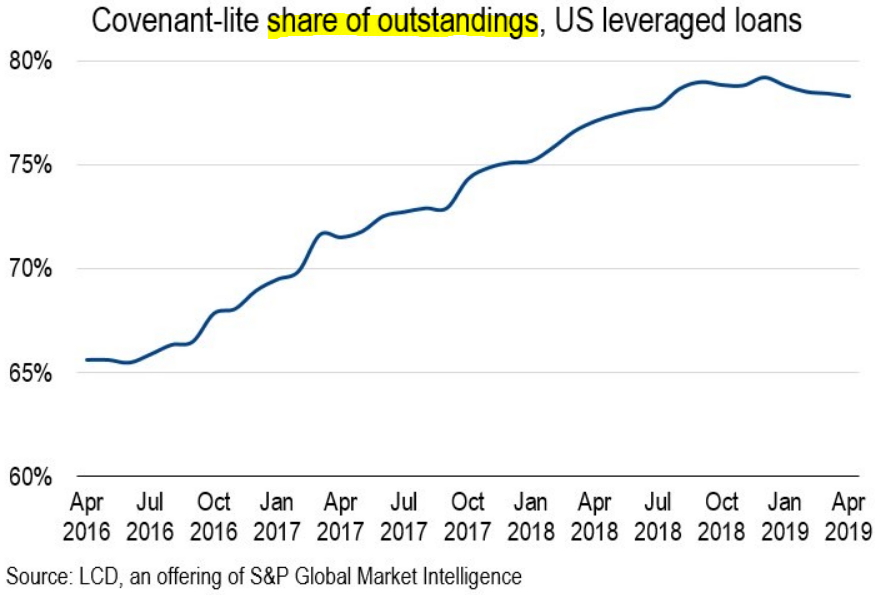 Covenant-lite share of outstandings, US leveraged loans
80%
75%
70%
65%
60%
Apr Jul Oct Jan Apr Jul Oct Jan Apr Jul Oct Jan Apr
2016 2016 2016 2017 2017 2017 2017 2018 2018 2018 2018 2019 2019
Source: LCD, an offering of S&P Global Market Intelligence